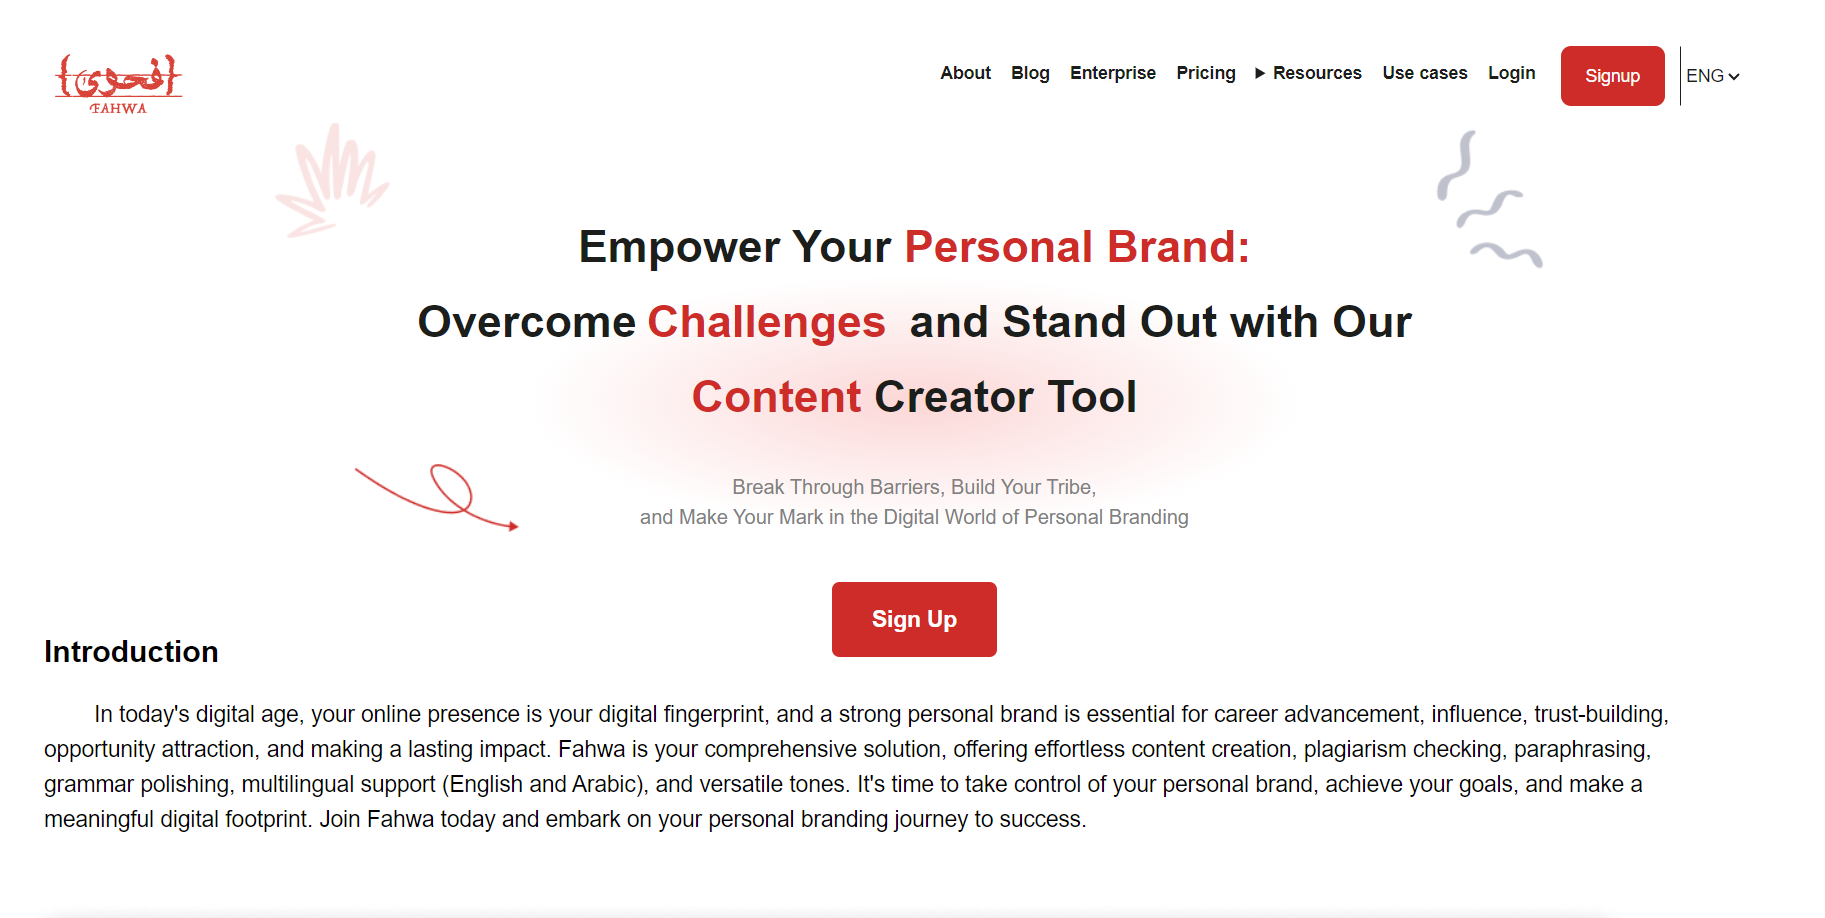 {فحوى}
FAHWA
About Blog Enterprise Pricing Resources Use cases Login Signup ENG
Empower Your Personal Brand:
Overcome Challenges and Stand Out with Our
Content Creator Tool
Break Through Barriers, Build Your Tribe,
and Make Your Mark in the Digital World of Personal Branding
Sign Up
Introduction
In today's digital age, your online presence is your digital fingerprint, and a strong personal brand is essential for career advancement, influence, trust-building,
opportunity attraction, and making a lasting impact. Fahwa is your comprehensive solution, offering effortless content creation, plagiarism checking, paraphrasing,
grammar polishing, multilingual support (English and Arabic), and versatile tones. It's time to take control of your personal brand, achieve your goals, and make a
meaningful digital footprint. Join Fahwa today and embark on your personal branding journey to success.